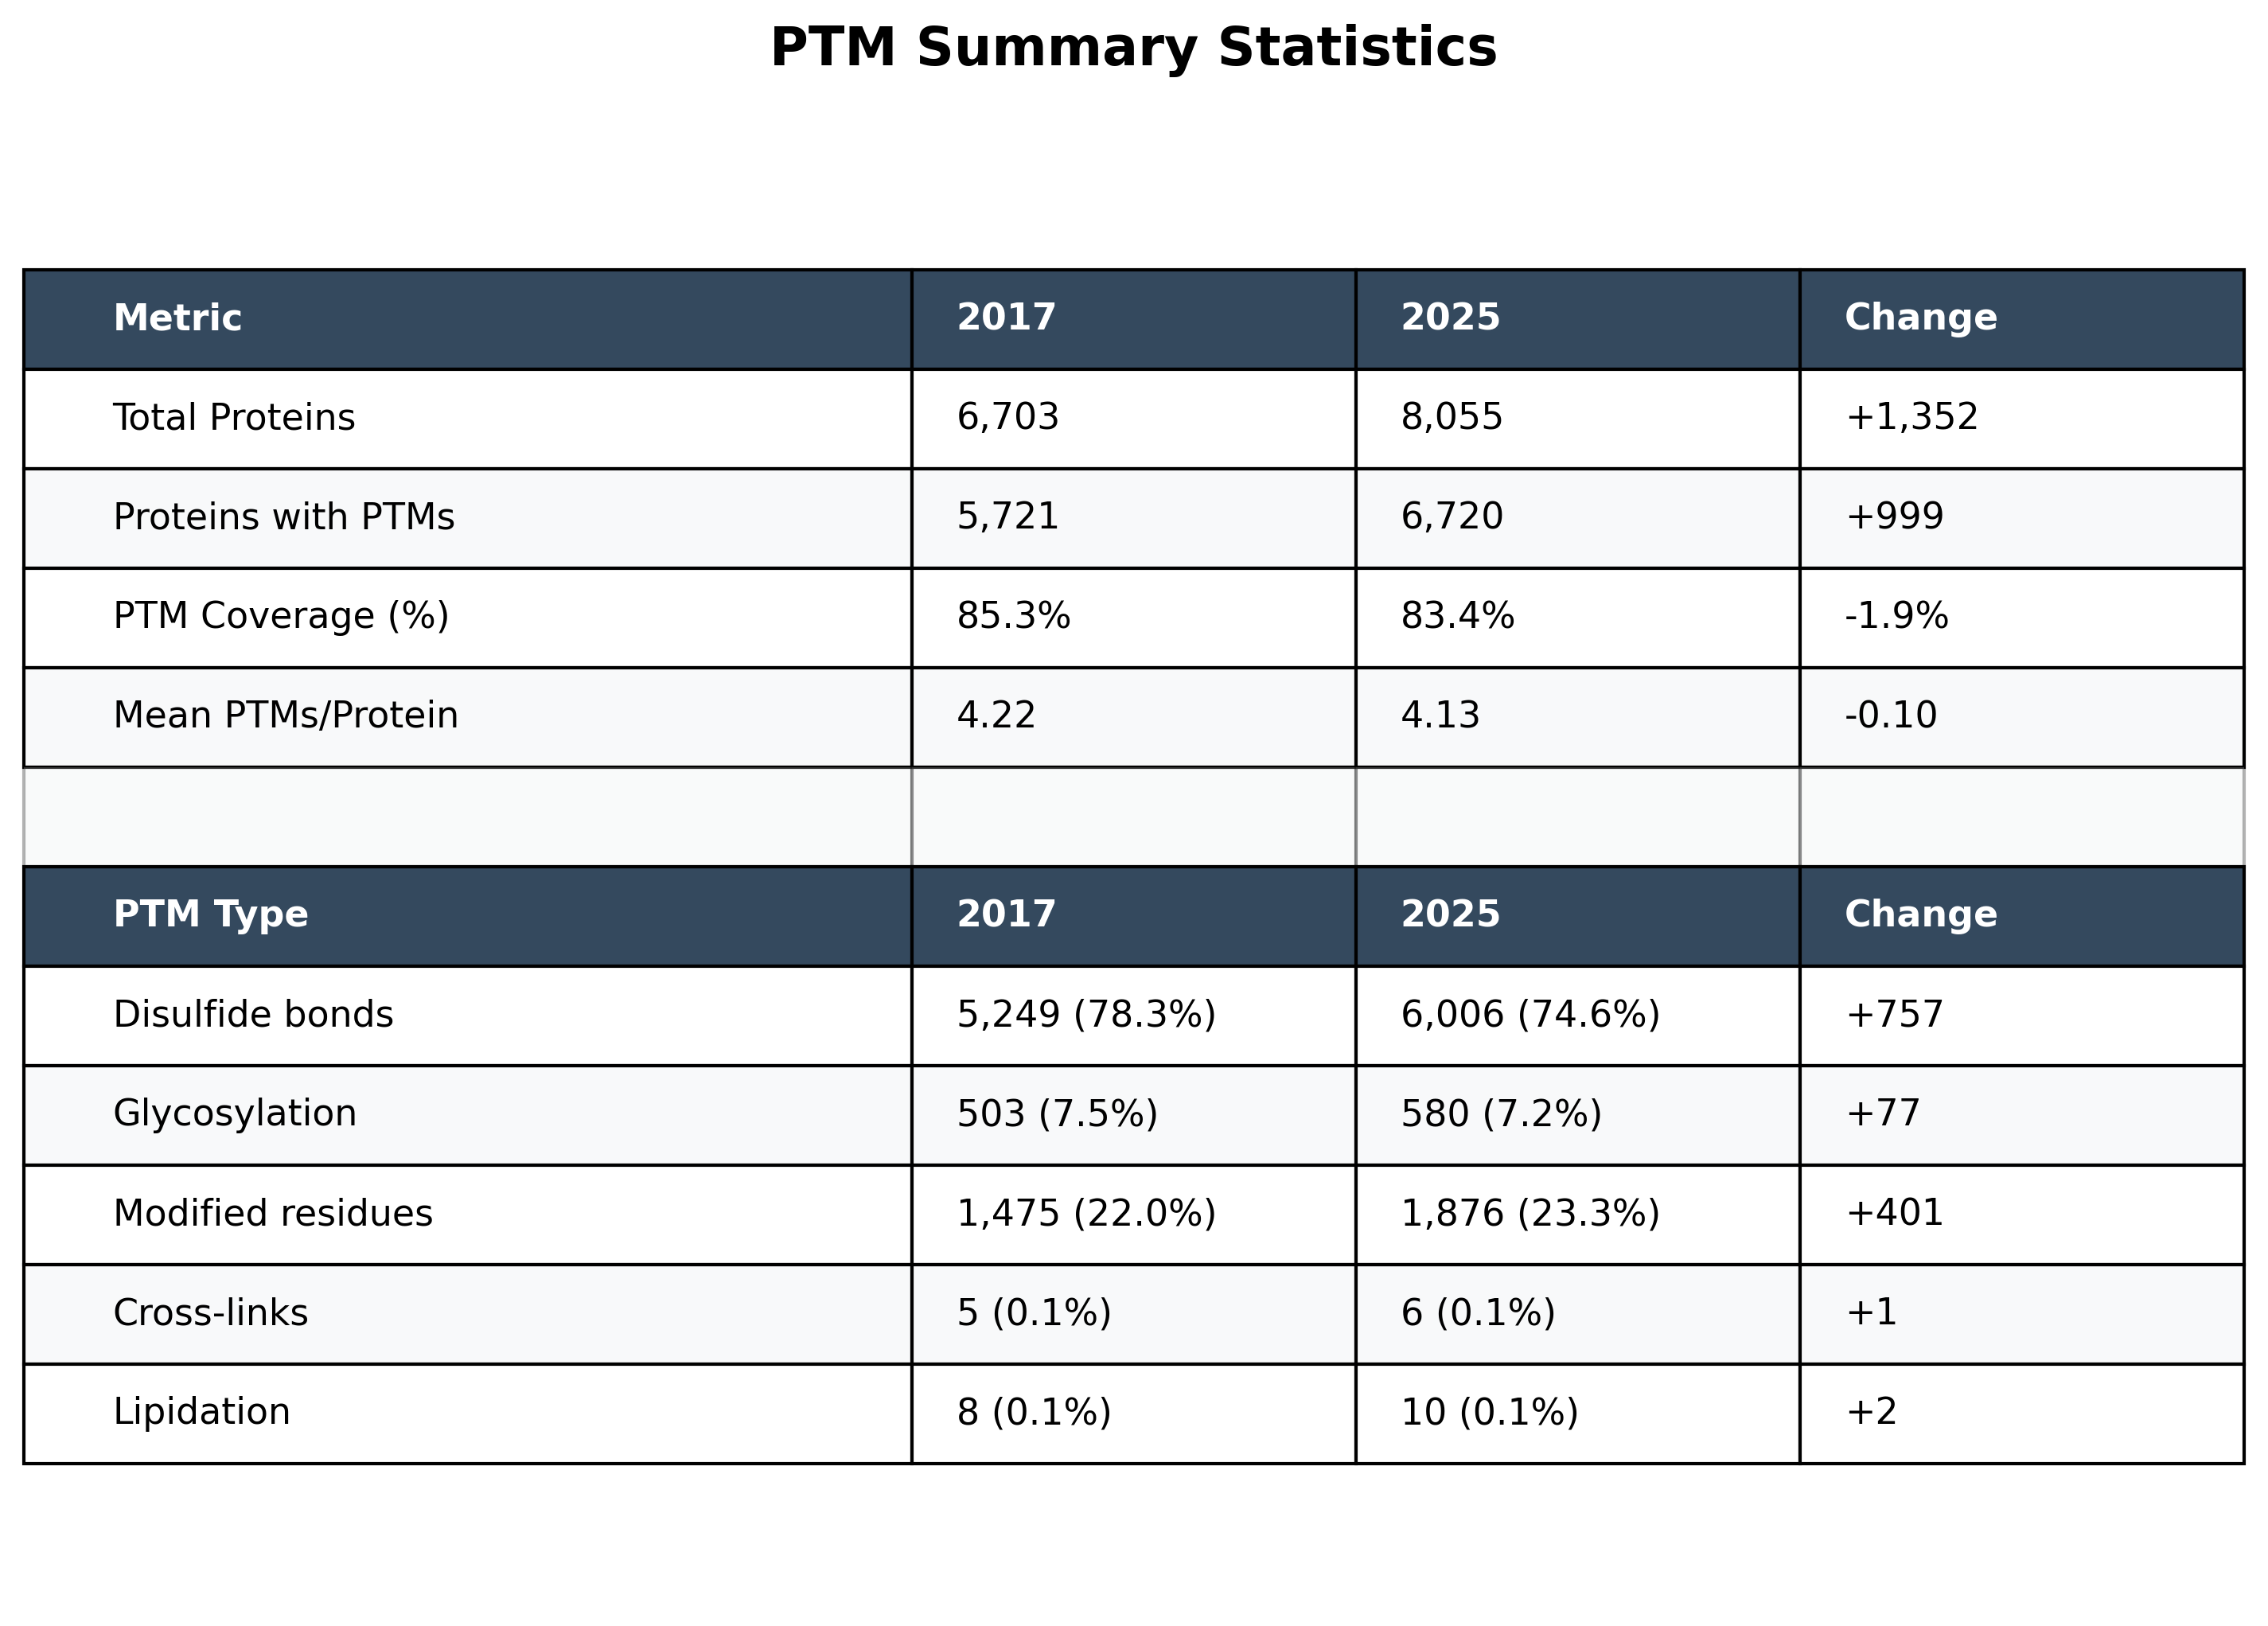 PTM Summary Statistics
Metric 2017 2025 Change
Total Proteins 6,703 8,055 +1,352
Proteins with PTMs 5,721 6,720 +999
PTM Coverage (%) 85.3% 83.4% -1.9%
Mean PTMs/Protein 4.22 4.13 -0.10
PTM Type 2017 2025 Change
Disulfide bonds 5,249 (78.3%) 6,006 (74.6%) +757
Glycosylation 503 (7.5%) 580 (7.2%) +77
Modified residues 1,475 (22.0%) 1,876 (23.3%) +401
Cross-links 5 (0.1%) 6 (0.1%) +1
Lipidation 8 (0.1%) 10 (0.1%) +2